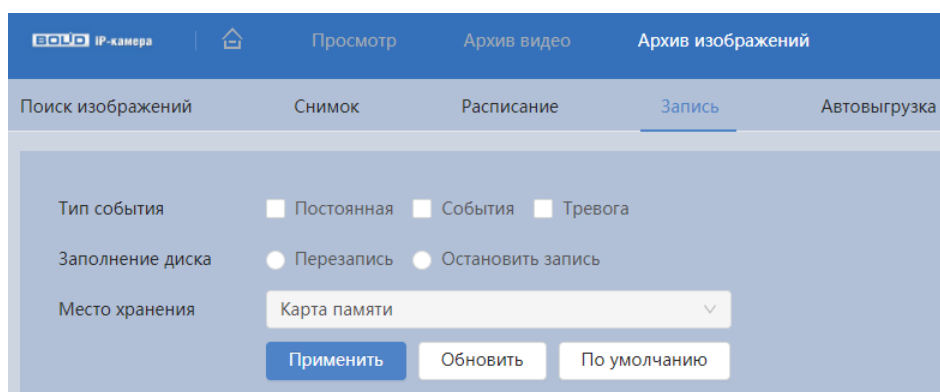 BOLID IP-камера Просмотр Архив видео Архив изображений
Поиск изображений Снимок Расписание Запись Автовыгрузка
Тип события Постоянная События Тревога
Заполнение диска Перезапись Остановить запись
Место хранения Карта памяти
Применить Обновить По умолчанию